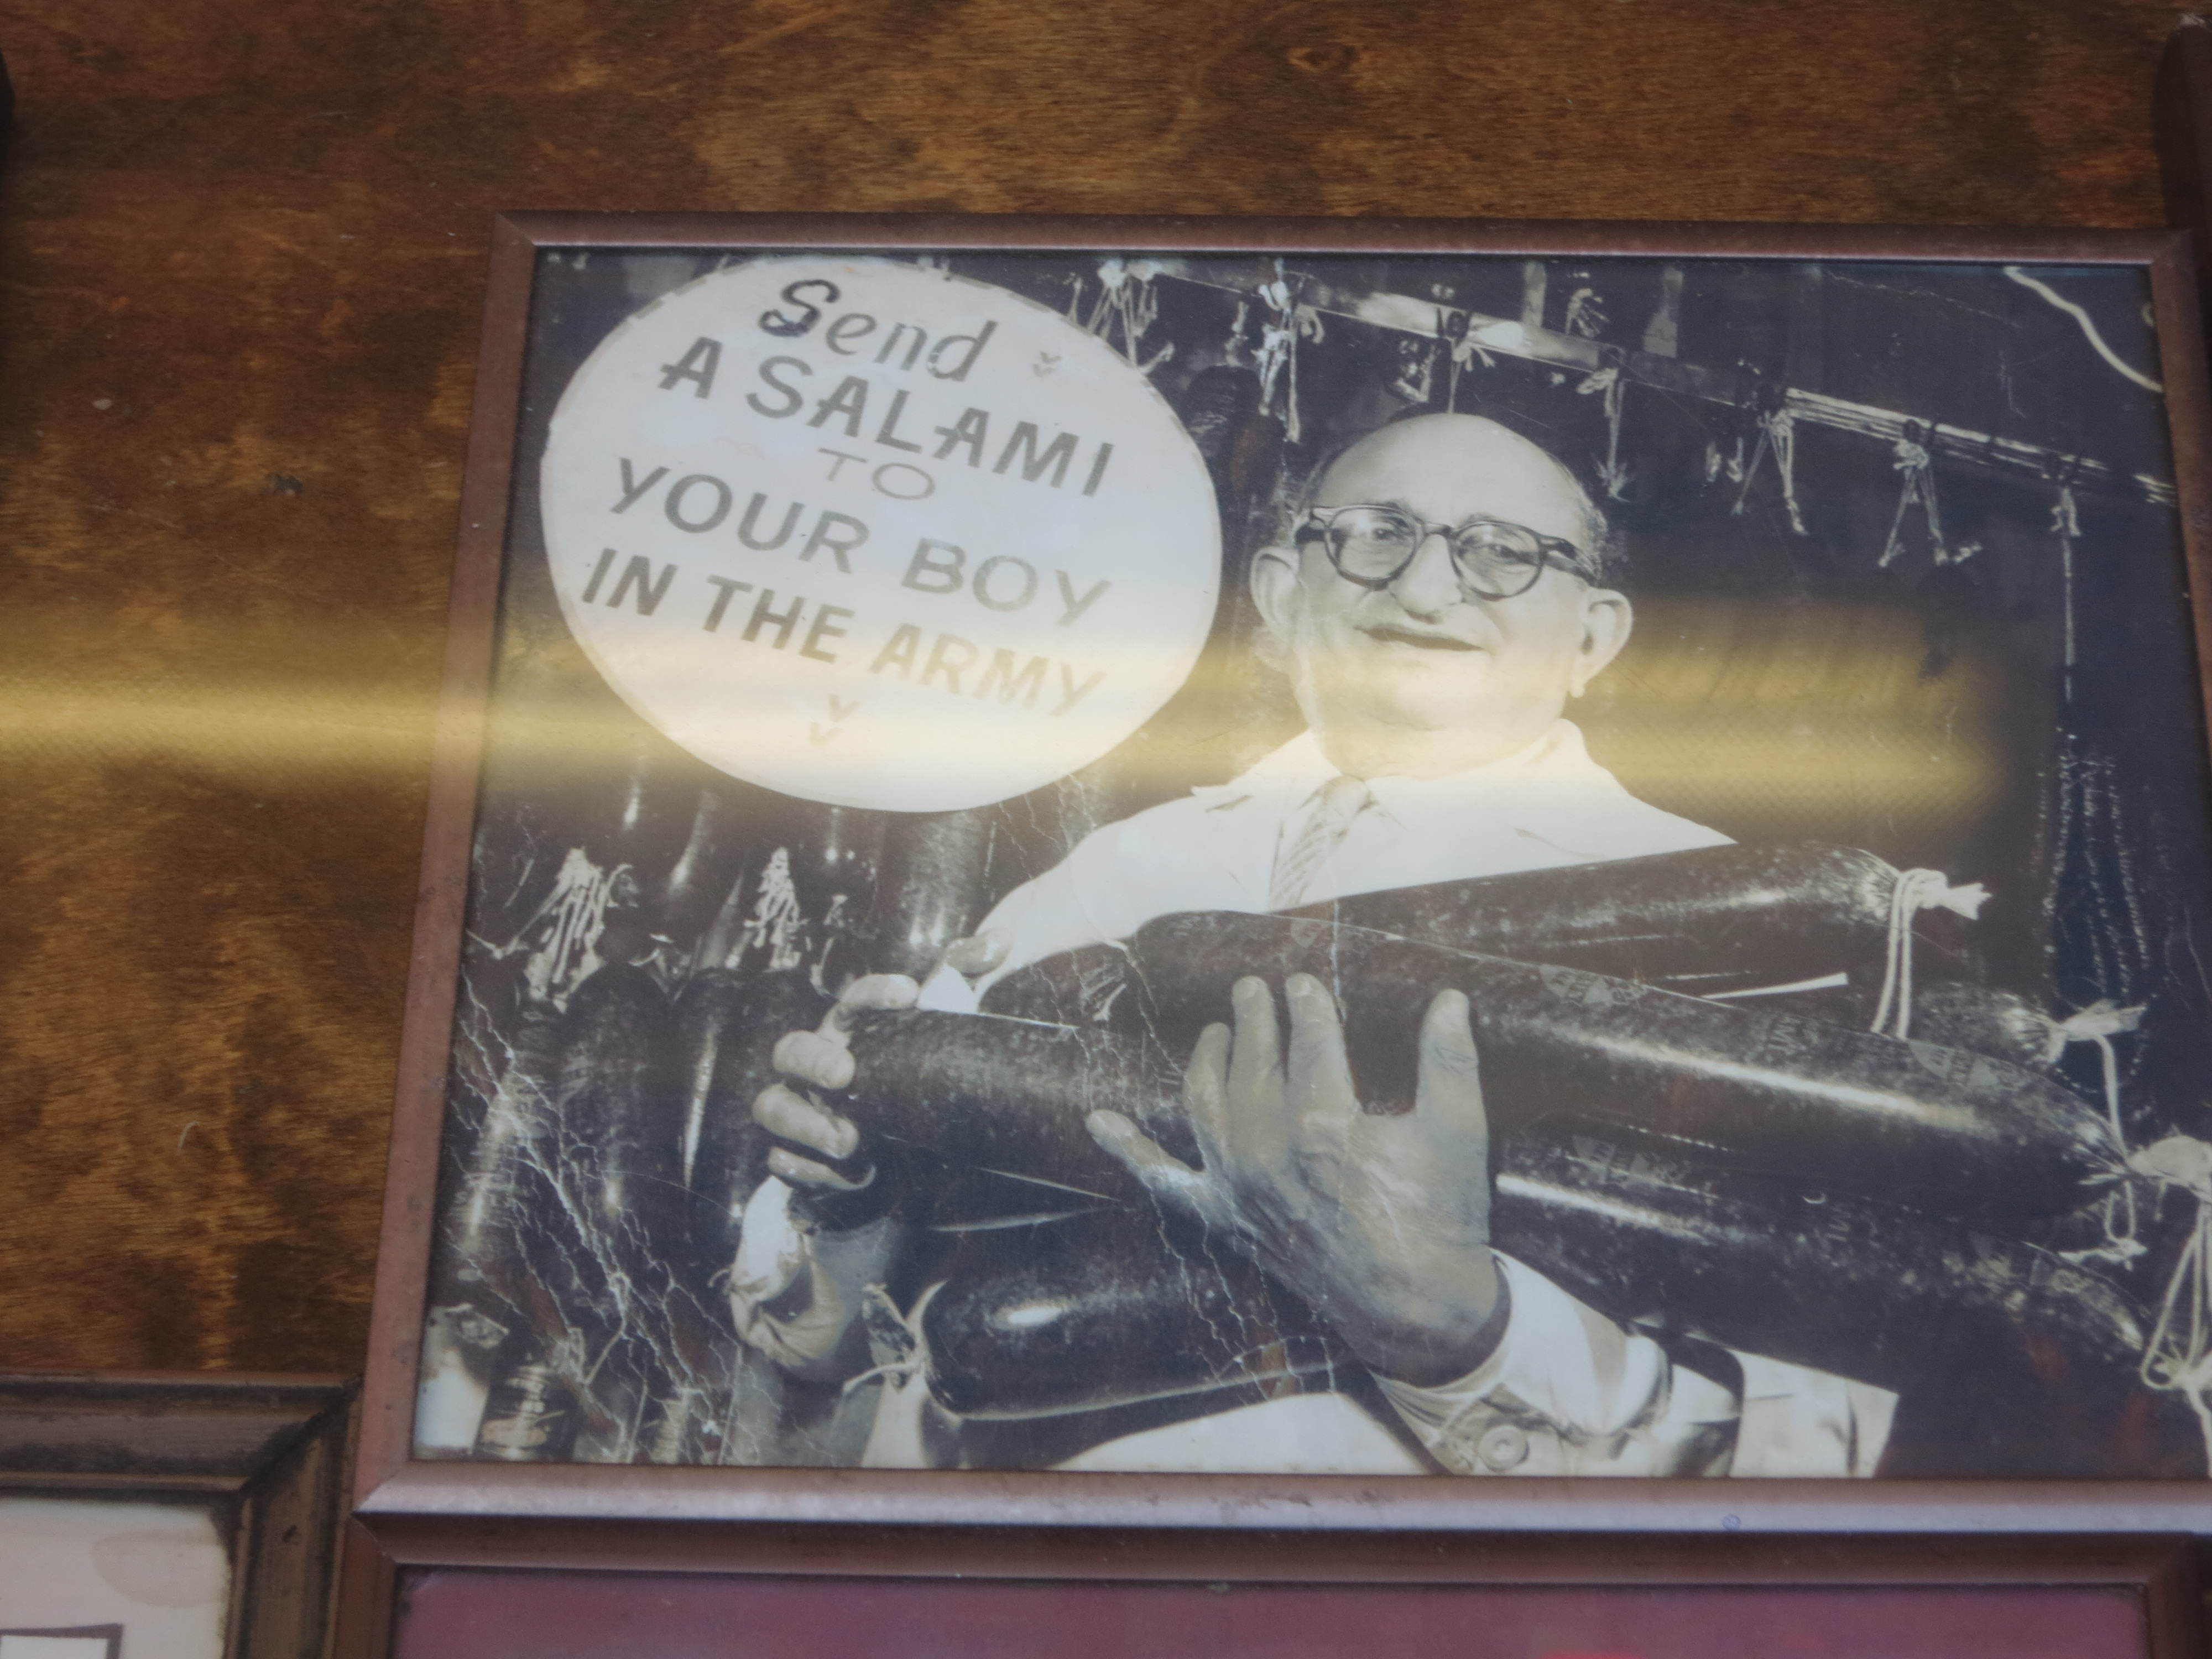 Send
A SALAMI
TO
YOUR BOY
IN THE ARMY